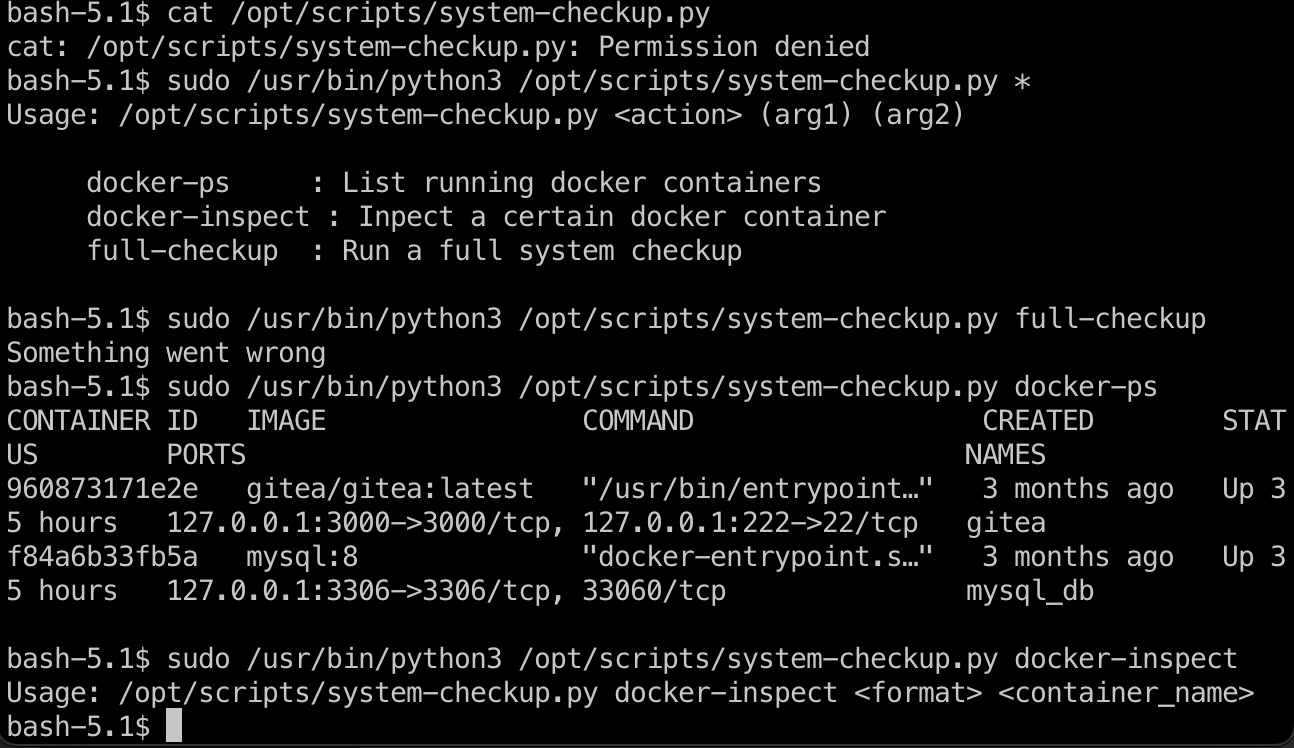 bash-5.1$ cat /opt/scripts/system-checkup.py
cat: /opt/scripts/system-checkup.py: Permission denied
bash-5.1$ sudo /usr/bin/python3 /opt/scripts/system-checkup.py *
Usage: /opt/scripts/system-checkup.py <action> (arg1) (arg2)

     docker-ps     : List running docker containers
     docker-inspect : Inpect a certain docker container
     full-checkup  : Run a full system checkup

bash-5.1$ sudo /usr/bin/python3 /opt/scripts/system-checkup.py full-checkup
Something went wrong
bash-5.1$ sudo /usr/bin/python3 /opt/scripts/system-checkup.py docker-ps
CONTAINER ID   IMAGE                COMMAND                  CREATED        STAT
US        PORTS                                             NAMES
960873171e2e   gitea/gitea:latest   "/usr/bin/entrypoint…"   3 months ago   Up 3
5 hours   127.0.0.1:3000->3000/tcp, 127.0.0.1:222->22/tcp   gitea
f84a6b33fb5a   mysql:8              "docker-entrypoint.s…"   3 months ago   Up 3
5 hours   127.0.0.1:3306->3306/tcp, 33060/tcp               mysql_db

bash-5.1$ sudo /usr/bin/python3 /opt/scripts/system-checkup.py docker-inspect
Usage: /opt/scripts/system-checkup.py docker-inspect <format> <container_name>
bash-5.1$